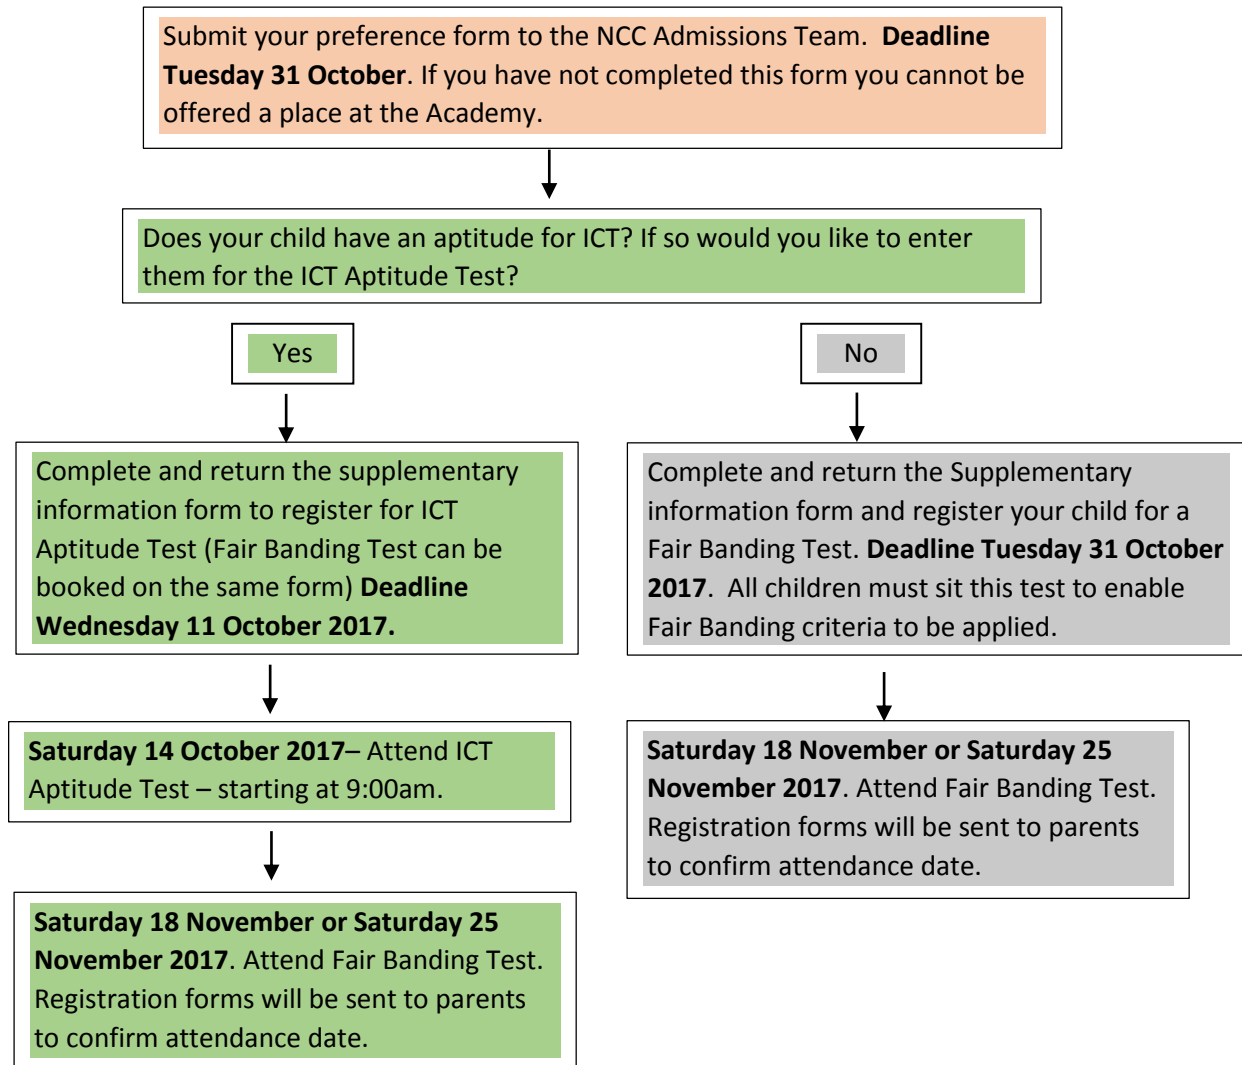 Submit your preference form to the NCC Admissions Team.  Deadline
Tuesday 31 October. If you have not completed this form you cannot be
offered a place at the Academy.
Does your child have an aptitude for ICT? If so would you like to enter
them for the ICT Aptitude Test?
Yes
No
Complete and return the supplementary
information form to register for ICT
Aptitude Test (Fair Banding Test can be
booked on the same form) Deadline
Wednesday 11 October 2017.
Complete and return the Supplementary
information form and register your child for a
Fair Banding Test. Deadline Tuesday 31 October
2017.  All children must sit this test to enable
Fair Banding criteria to be applied.
Saturday 14 October 2017– Attend ICT
Aptitude Test – starting at 9:00am.
Saturday 18 November or Saturday 25
November 2017. Attend Fair Banding Test.
Registration forms will be sent to parents
to confirm attendance date.
Saturday 18 November or Saturday 25
November 2017. Attend Fair Banding Test.
Registration forms will be sent to parents
to confirm attendance date.